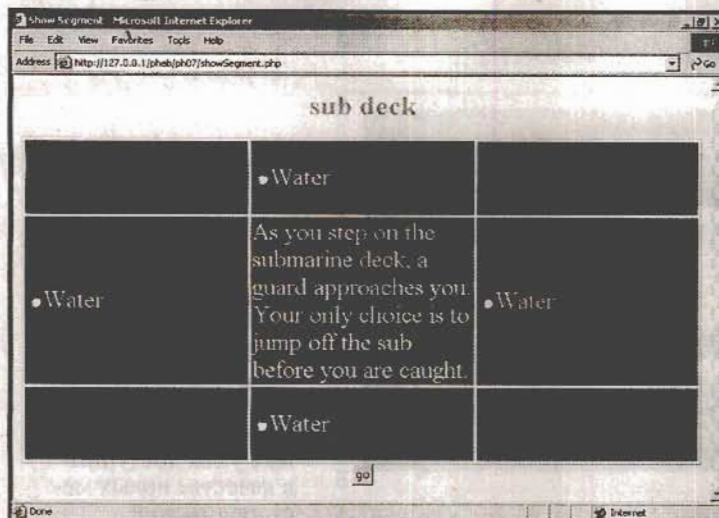 Show Segment Microsoft Internet Explorer
File Edit View Favorites Tools Help
Address http://127.0.0.1/phab/ph07/showSegment.php
Go
sub deck
Water
As you step on the
submarine deck, a
guard approaches you.
Your only choice is to
jump off the sub
before you are caught.
Water
Water
Water
go
Done
Internet